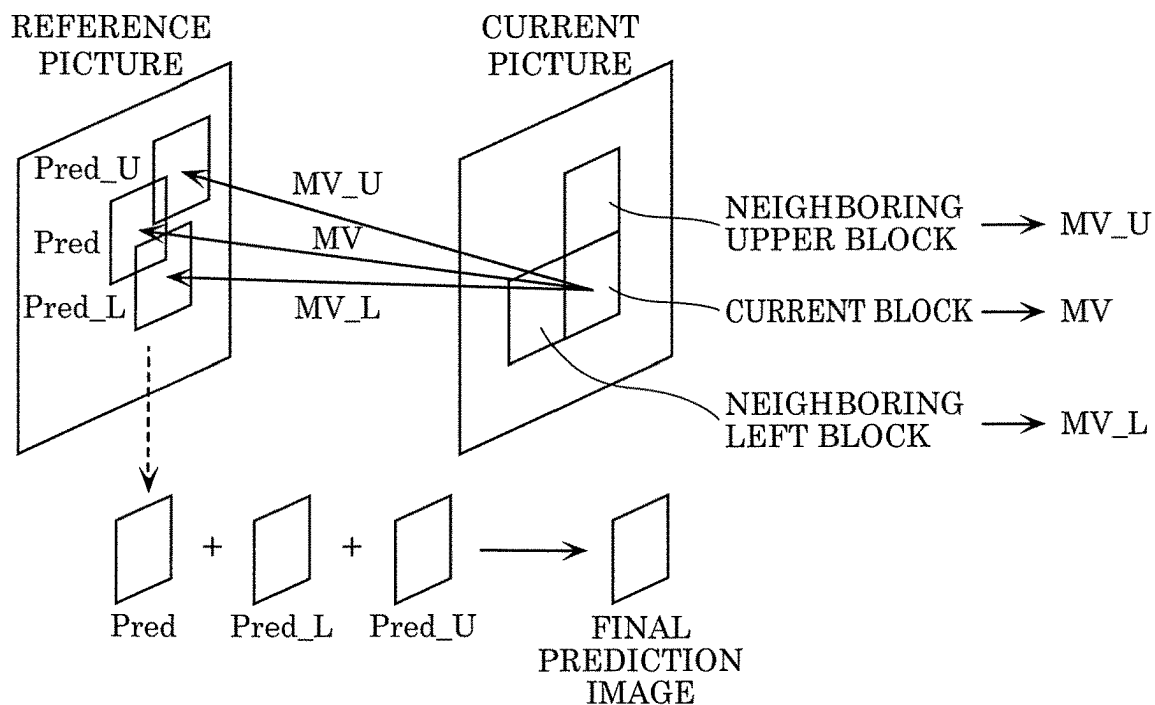 REFERENCE
PICTURE
CURRENT
PICTURE
Pred_U
Pred
Pred_L
MV_U
MV
MV_L
NEIGHBORING
UPPER BLOCK
MV_U
CURRENT BLOCK
MV
NEIGHBORING
LEFT BLOCK
MV_L
+
+
Pred
Pred_L
Pred_U
FINAL
PREDICTION
IMAGE